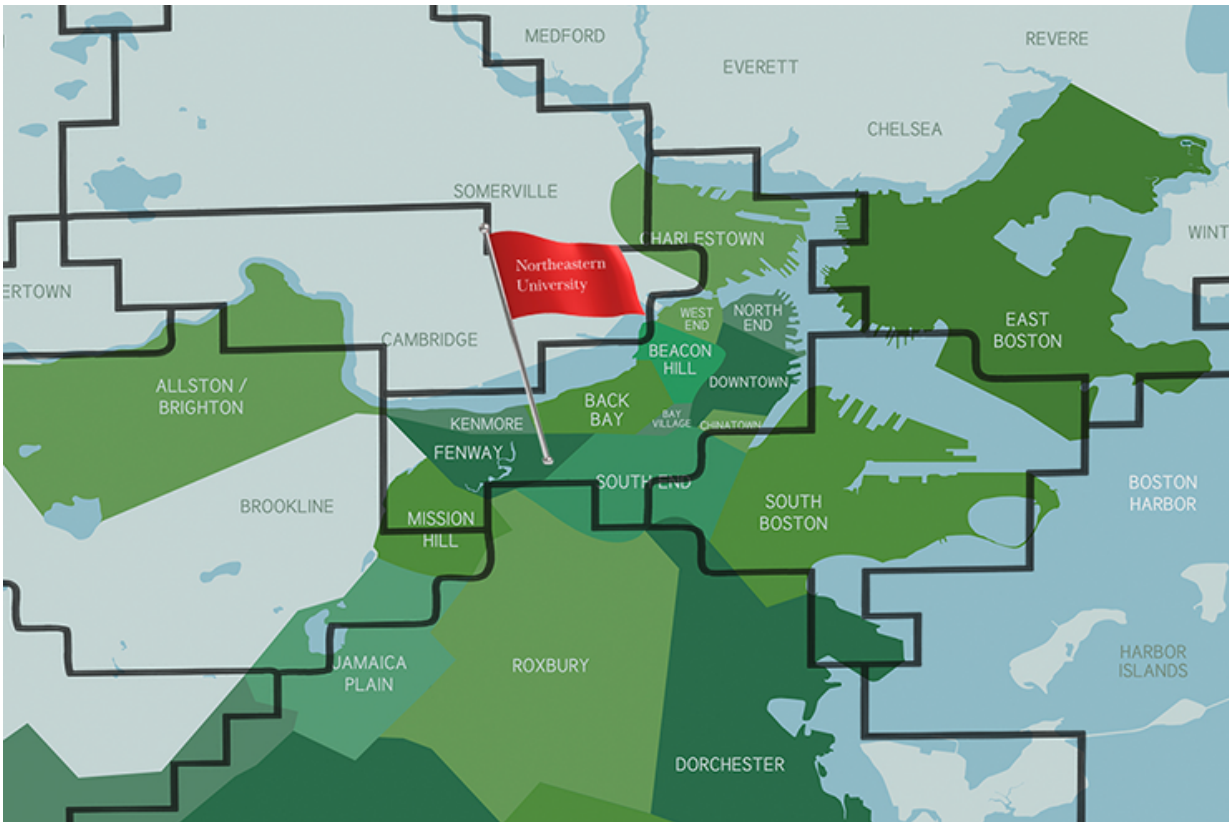 MEDFORD
REVERE
EVERETT
CHELSEA
SOMERVILLE
CHARLESTOWN
WINT
Northeastern
University
ERTOWN
WEST
END
NORTH
END
EAST
BOSTON
CAMBRIDGE
BEACON
HILL
DOWNTOWN
ALLSTON /
BRIGHTON
BACK
BAY
BAY
VILLAGE
CHINATOWN
KENMORE
FENWAY
SOUTH END
BROOKLINE
MISSION
HILL
SOUTH
BOSTON
BOSTON
HARBOR
JAMAICA
PLAIN
ROXBURY
HARBOR
ISLANDS
DORCHESTER